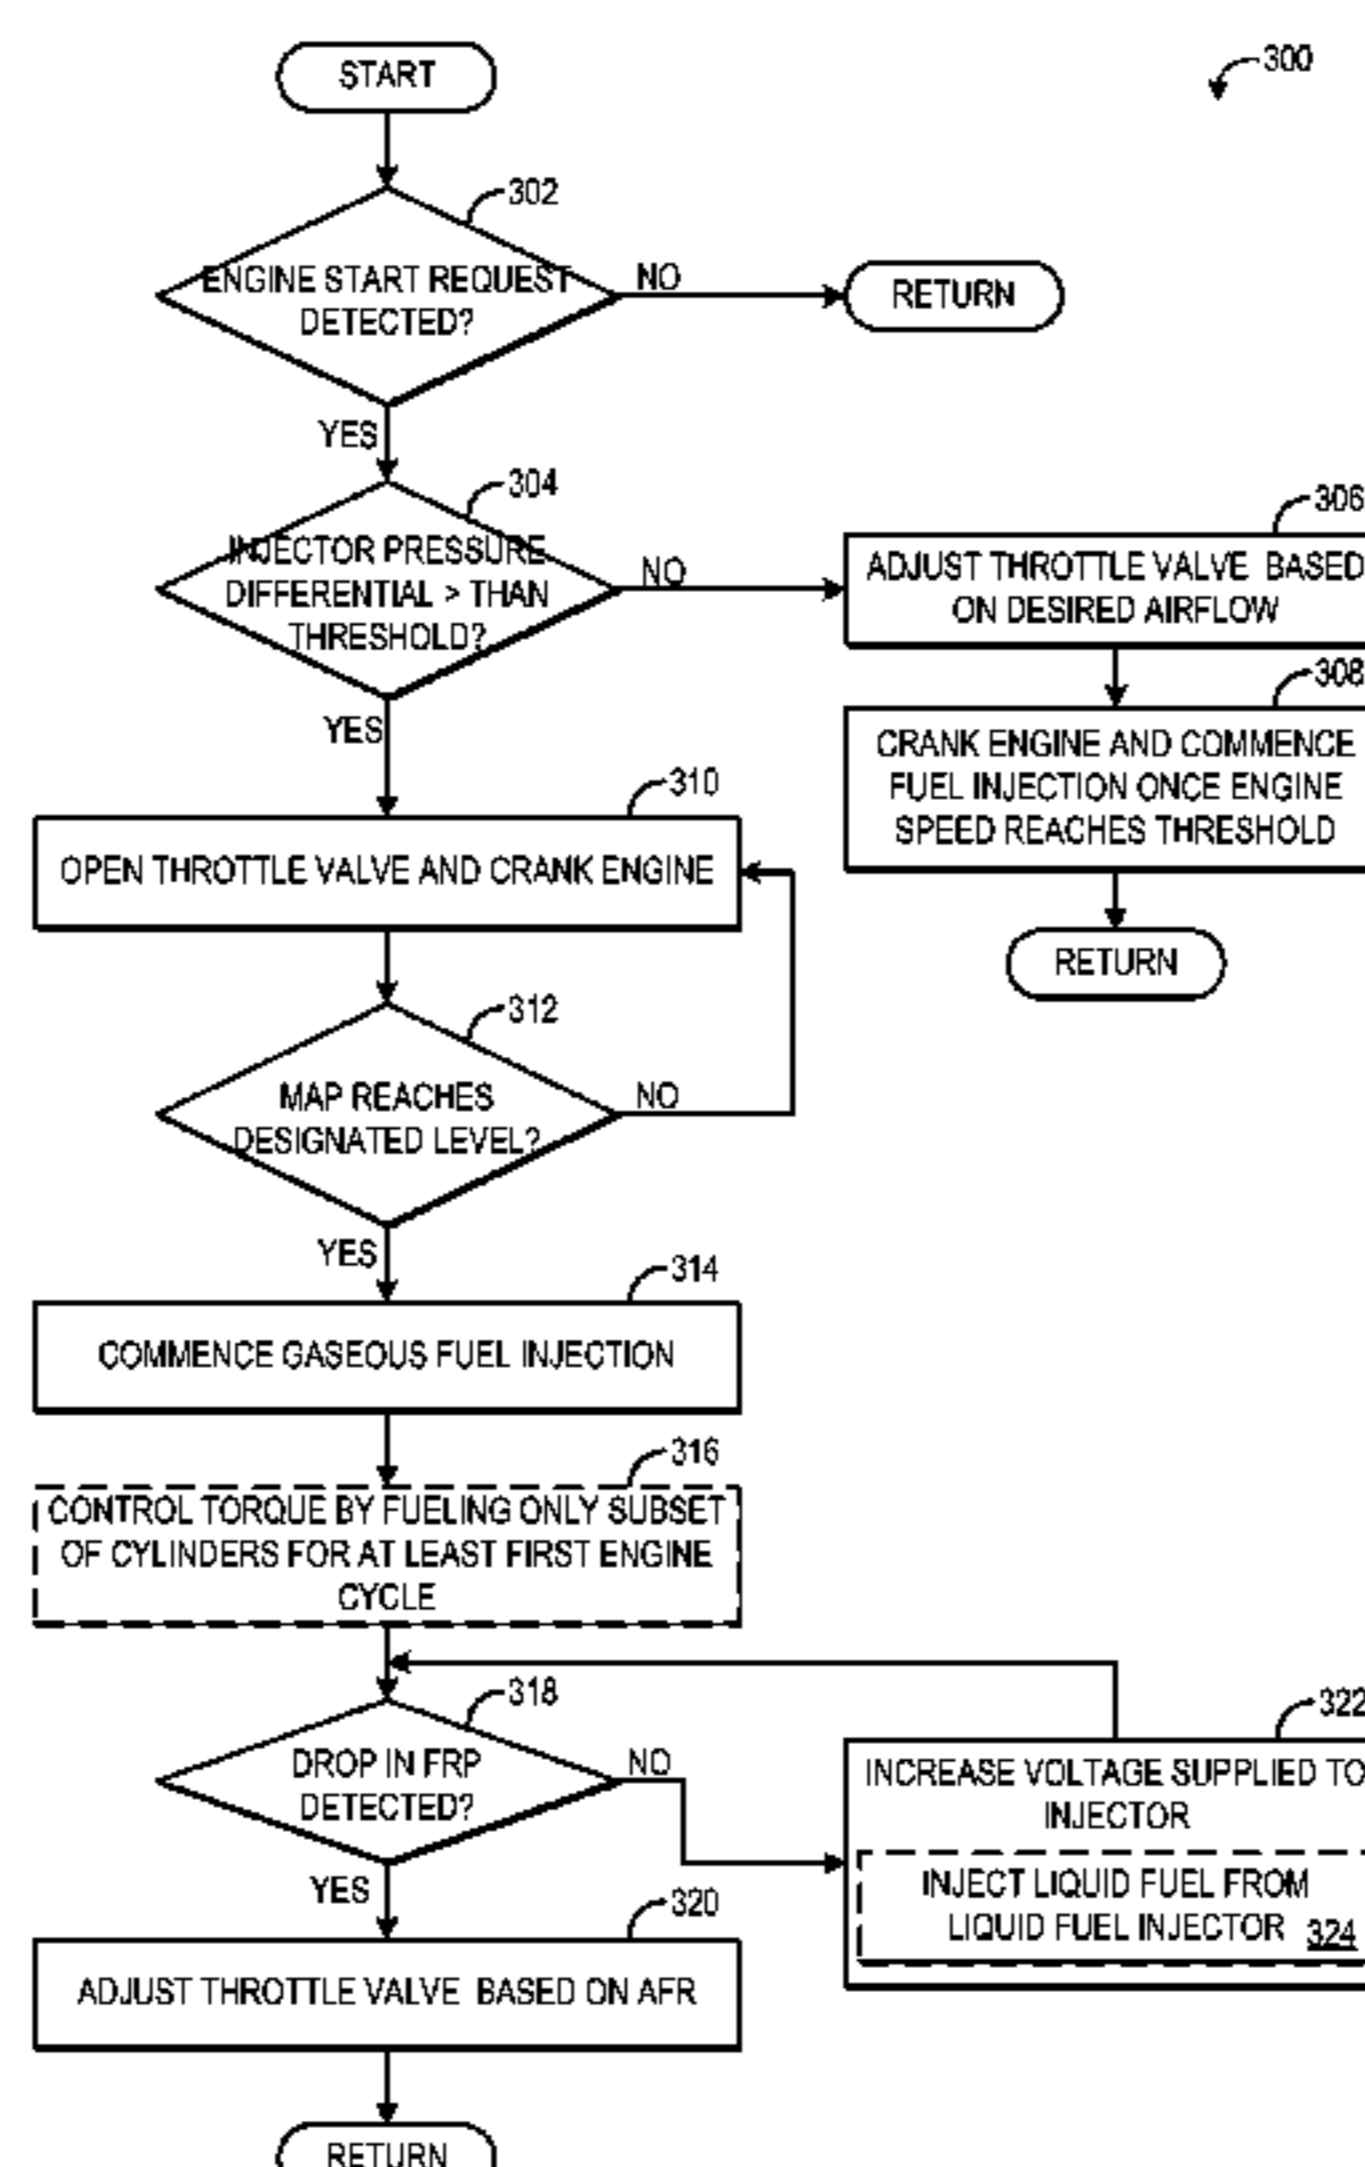 START
300
302
ENGINE START REQUEST
DETECTED?
NO
RETURN
YES
304
INJECTOR PRESSURE
DIFFERENTIAL > THAN
THRESHOLD?
NO
306
ADJUST THROTTLE VALVE BASED
ON DESIRED AIRFLOW
308
CRANK ENGINE AND COMMENCE
FUEL INJECTION ONCE ENGINE
SPEED REACHES THRESHOLD
RETURN
YES
310
OPEN THROTTLE VALVE AND CRANK ENGINE
312
MAP REACHES
DESIGNATED LEVEL?
NO
YES
314
COMMENCE GASEOUS FUEL INJECTION
316
CONTROL TORQUE BY FUELING ONLY SUBSET
OF CYLINDERS FOR AT LEAST FIRST ENGINE
CYCLE
318
DROP IN FRP
DETECTED?
NO
322
INCREASE VOLTAGE SUPPLIED TO
INJECTOR
INJECT LIQUID FUEL FROM
LIQUID FUEL INJECTOR 324
YES
320
ADJUST THROTTLE VALVE BASED ON AFR
RETURN